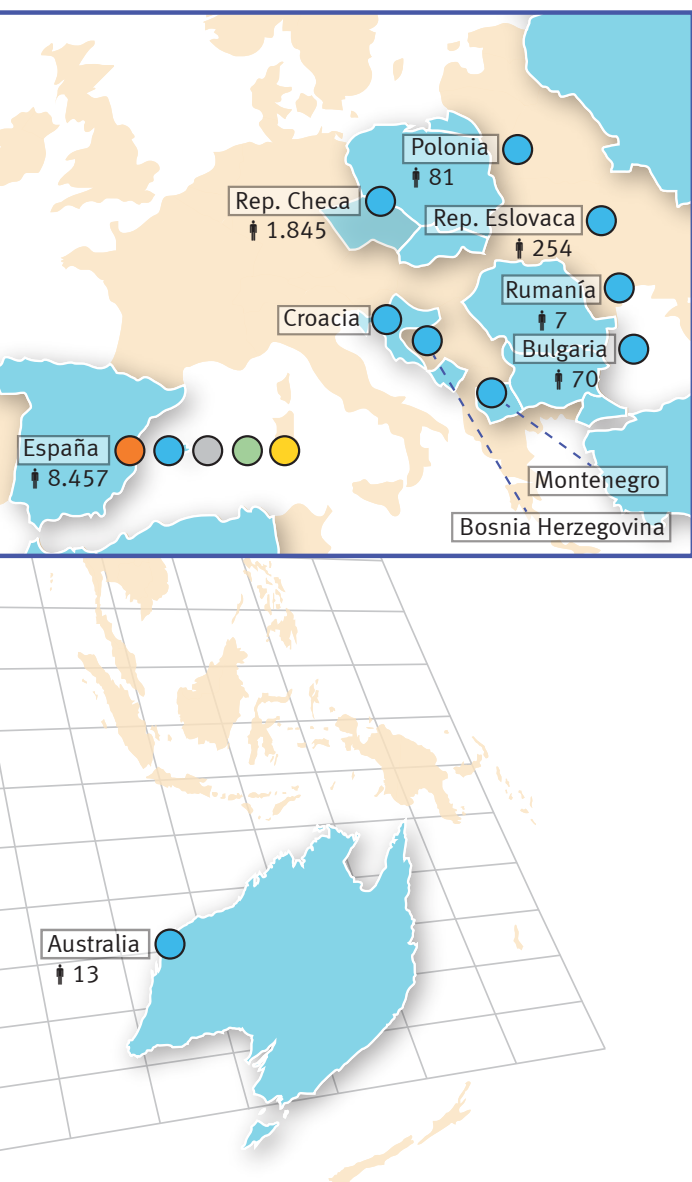 Polonia
81
Rep. Checa
1.845
Rep. Eslovaca
254
Rumanía
7
Croacia
Bulgaria
70
España
8.457
Montenegro
Bosnia Herzegovina
Australia
13